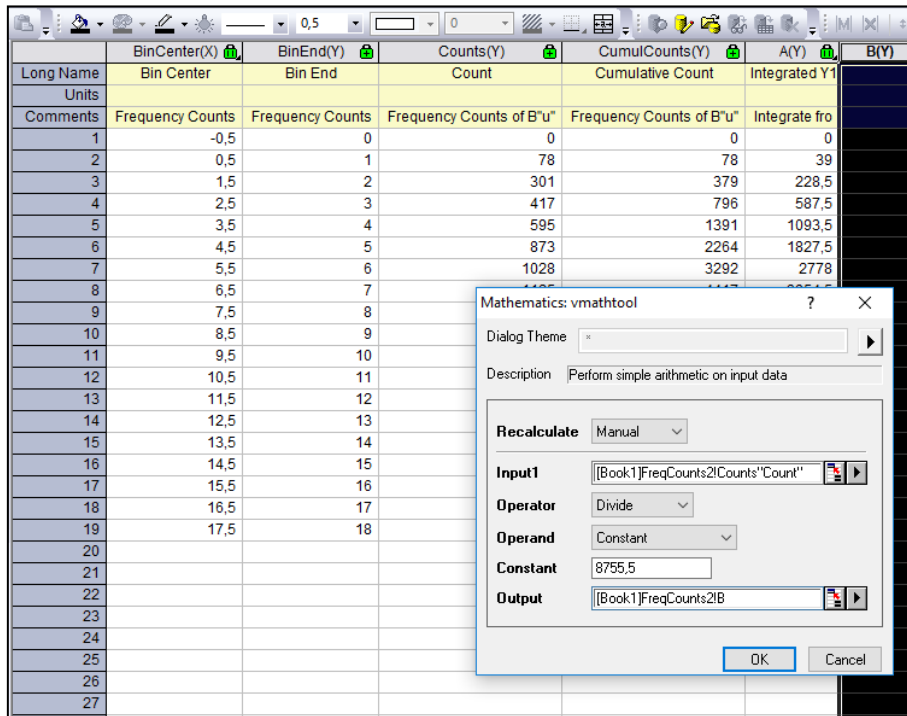 0,5 0
BinCenter(X) BinEnd(Y) Counts(Y) CumulCounts(Y) A(Y) B(Y)
Long Name Bin Center Bin End Count Cumulative Count Integrated Y1
Units
Comments Frequency Counts Frequency Counts Frequency Counts of B"u" Frequency Counts of B"u" Integrate fro
1 -0,5 0 0 0 0
2 0,5 1 78 78 39
3 1,5 2 301 379 228,5
4 2,5 3 417 796 587,5
5 3,5 4 595 1391 1093,5
6 4,5 5 873 2264 1827,5
7 5,5 6 1028 3292 2778
8 6,5 7
9 7,5 8
10 8,5 9
11 9,5 10
12 10,5 11
13 11,5 12
14 12,5 13
15 13,5 14
16 14,5 15
17 15,5 16
18 16,5 17
19 17,5 18
20
21
22
23
24
25
26
27
Mathematics: vmathtool ? ×
Dialog Theme *
Description Perform simple arithmetic on input data
Recalculate Manual
Input1 [Book1]FreqCounts2!Counts"Count"
Operator Divide
Operand Constant
Constant 8755,5
Output [Book1]FreqCounts2!B
OK Cancel